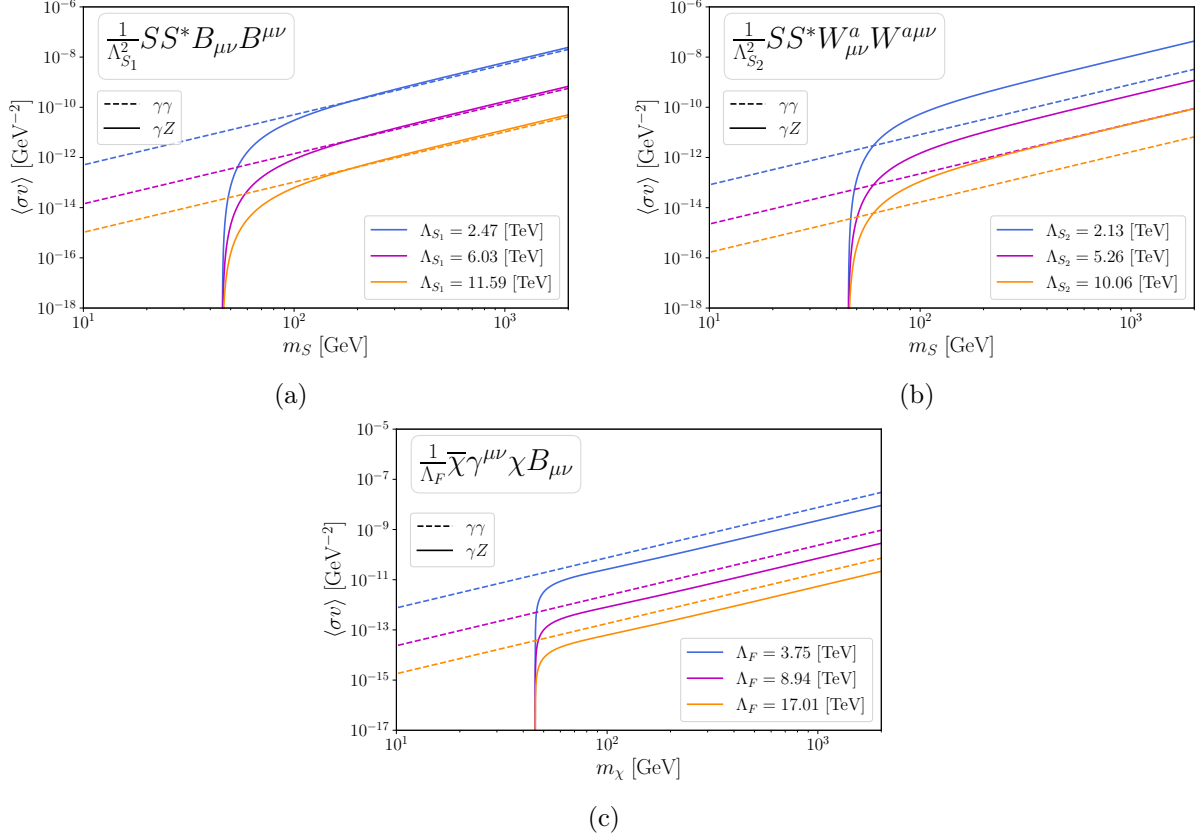 1/Λ_{S_1}^2 SS*B_{μν}B^{μν}
γγ
γZ
Λ_{S_1} = 2.47 [TeV]
Λ_{S_1} = 6.03 [TeV]
Λ_{S_1} = 11.59 [TeV]
⟨σv⟩ [GeV^{−2}]
10^{−6}
10^{−8}
10^{−10}
10^{−12}
10^{−14}
10^{−16}
10^{−18}
10^1
10^2
10^3
m_S [GeV]
(a)
1/Λ_{S_2}^2 SS*W^a_{μν}W^{aμν}
γγ
γZ
Λ_{S_2} = 2.13 [TeV]
Λ_{S_2} = 5.26 [TeV]
Λ_{S_2} = 10.06 [TeV]
⟨σv⟩ [GeV^{−2}]
10^{−6}
10^{−8}
10^{−10}
10^{−12}
10^{−14}
10^{−16}
10^{−18}
10^1
10^2
10^3
m_S [GeV]
(b)
1/Λ_F χ̄γ^{μν}χB_{μν}
γγ
γZ
Λ_F = 3.75 [TeV]
Λ_F = 8.94 [TeV]
Λ_F = 17.01 [TeV]
⟨σv⟩ [GeV^{−2}]
10^{−5}
10^{−7}
10^{−9}
10^{−11}
10^{−13}
10^{−15}
10^{−17}
10^1
10^2
10^3
m_χ [GeV]
(c)